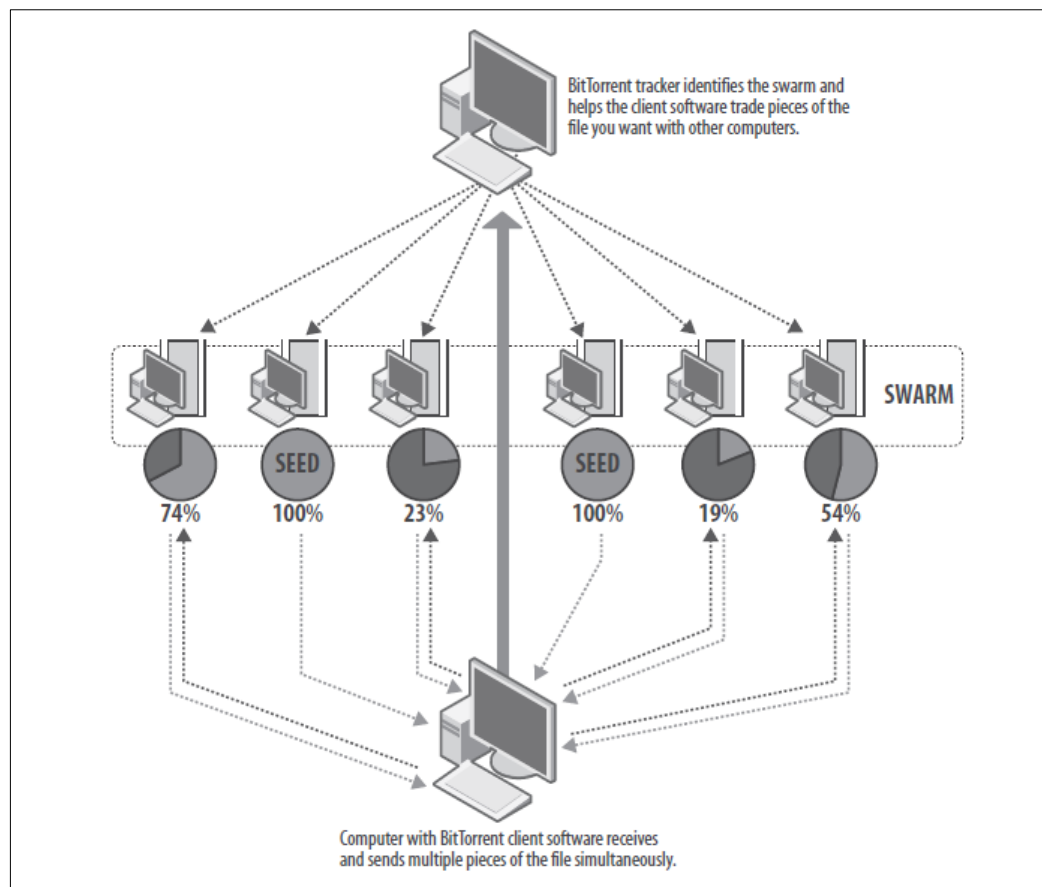 BitTorrent tracker identifies the swarm and
helps the client software trade pieces of the
file you want with other computers.
SWARM
SEED
SEED
74%
100%
23%
100%
19%
54%
Computer with BitTorrent client software receives
and sends multiple pieces of the file simultaneously.